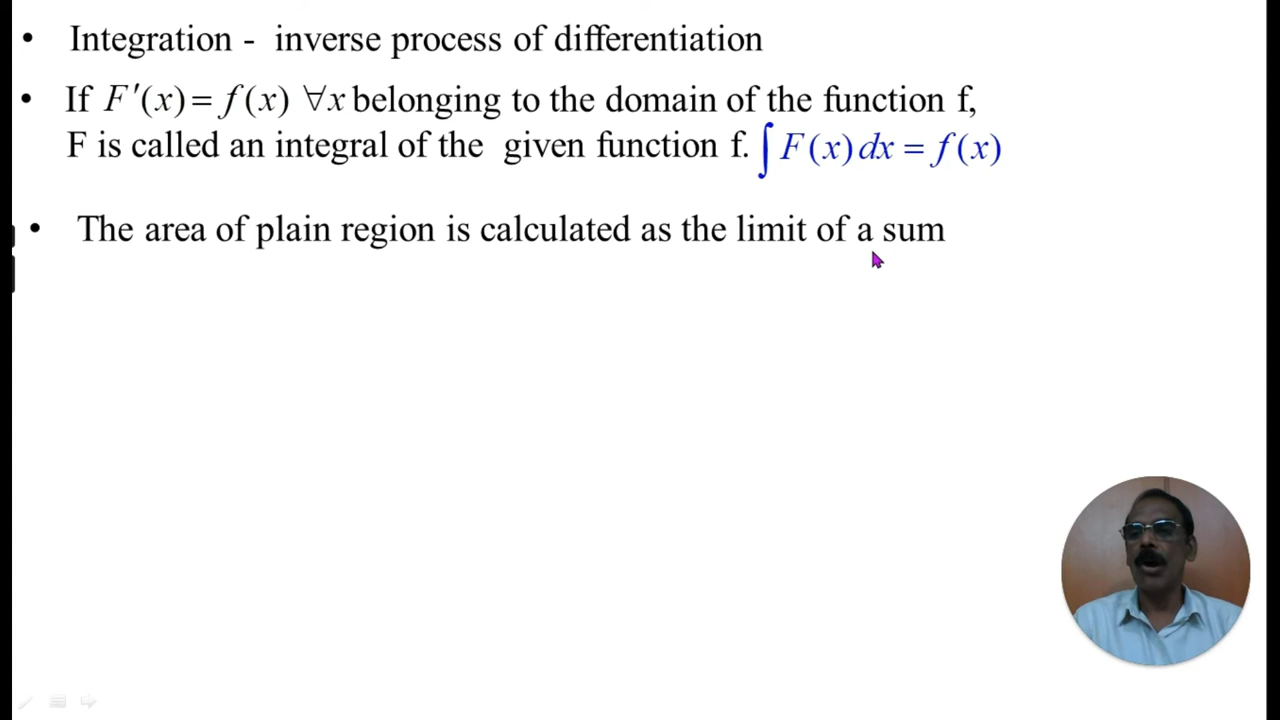 • Integration - inverse process of differentiation
• If F′(x) = f(x) ∀x belonging to the domain of the function f,
F is called an integral of the given function f. ∫ F(x) dx = f(x)
• The area of plain region is calculated as the limit of a sum